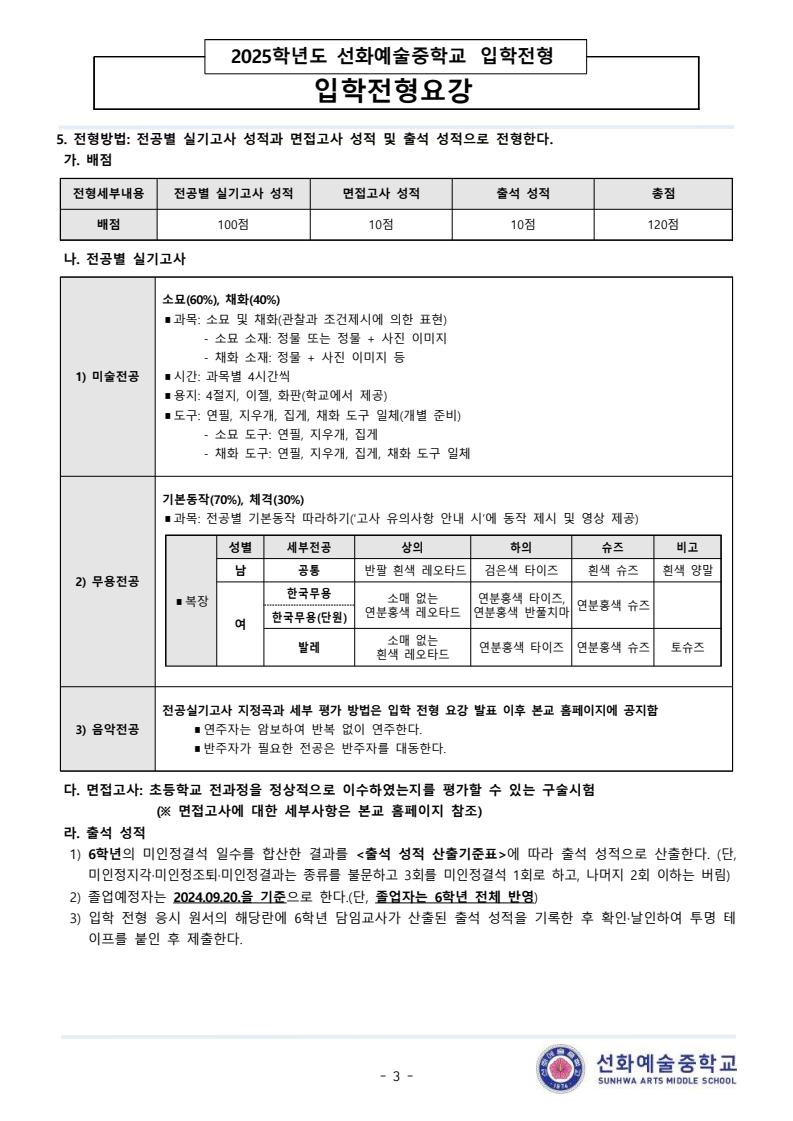 2025학년도 선화예술중학교 입학전형
입학전형요강
5. 전형방법: 전공별 실기고사 성적과 면접고사 성적 및 출석 성적으로 전형한다.
가. 배점
전형세부내용 전공별 실기고사 성적 면접고사 성적 출석 성적 총점
배점 100점 10점 10점 120점
나. 전공별 실기고사
1) 미술전공
소묘(60%), 채화(40%)
∎과목: 소묘 및 채화(관찰과 조건제시에 의한 표현)
- 소묘 소재: 정물 또는 정물 + 사진 이미지
- 채화 소재: 정물 + 사진 이미지 등
∎시간: 과목별 4시간씩
∎용지: 4절지, 이젤, 화판(학교에서 제공)
∎도구: 연필, 지우개, 집게, 채화 도구 일체(개별 준비)
- 소묘 도구: 연필, 지우개, 집게
- 채화 도구: 연필, 지우개, 집게, 채화 도구 일체
2) 무용전공
기본동작(70%), 체격(30%)
∎과목: 전공별 기본동작 따라하기('고사 유의사항 안내 시'에 동작 제시 및 영상 제공)
∎복장
성별 세부전공 상의 하의 슈즈 비고
남 공통 반팔 흰색 레오타드 검은색 타이즈 흰색 슈즈 흰색 양말
여
한국무용
한국무용(단원)
소매 없는
연분홍색 레오타드
연분홍색 타이즈,
연분홍색 반풀치마
연분홍색 슈즈
발레
소매 없는
흰색 레오타드
연분홍색 타이즈 연분홍색 슈즈 토슈즈
3) 음악전공
전공실기고사 지정곡과 세부 평가 방법은 입학 전형 요강 발표 이후 본교 홈페이지에 공지함
∎연주자는 암보하여 반복 없이 연주한다.
∎반주자가 필요한 전공은 반주자를 대동한다.
다. 면접고사: 초등학교 전과정을 정상적으로 이수하였는지를 평가할 수 있는 구술시험
(※ 면접고사에 대한 세부사항은 본교 홈페이지 참조)
라. 출석 성적
1) 6학년의 미인정결석 일수를 합산한 결과를 <출석 성적 산출기준표>에 따라 출석 성적으로 산출한다. (단,
미인정지각·미인정조퇴·미인정결과는 종류를 불문하고 3회를 미인정결석 1회로 하고, 나머지 2회 이하는 버림)
2) 졸업예정자는 2024.09.20.을 기준으로 한다.(단, 졸업자는 6학년 전체 반영)
3) 입학 전형 응시 원서의 해당란에 6학년 담임교사가 산출된 출석 성적을 기록한 후 확인·날인하여 투명 테
이프를 붙인 후 제출한다.
- 3 -
선화예술중학교
SUNHWA ARTS MIDDLE SCHOOL
1974